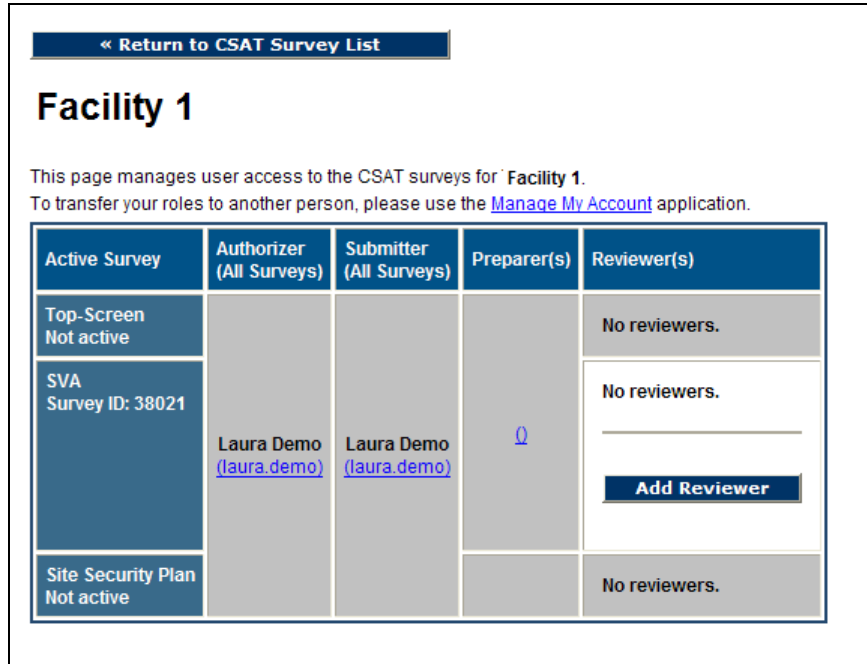 « Return to CSAT Survey List
Facility 1
This page manages user access to the CSAT surveys for Facility 1.
To transfer your roles to another person, please use the Manage My Account application.
Active Survey
Authorizer
(All Surveys)
Submitter
(All Surveys)
Preparer(s)
Reviewer(s)
Top-Screen
Not active
No reviewers.
SVA
Survey ID: 38021
Laura Demo
(laura.demo)
Laura Demo
(laura.demo)
()
No reviewers.
Add Reviewer
Site Security Plan
Not active
No reviewers.